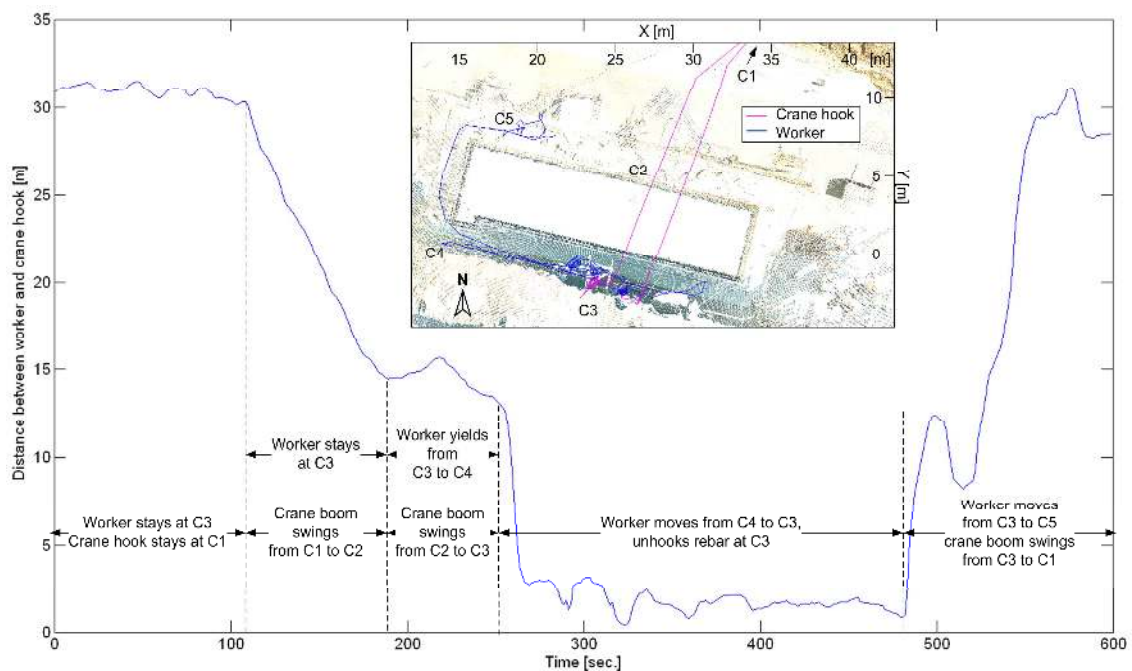 35
30
25
20
15
10
5
0
Distance between worker and crane hook [m]
X [m]
14 15 20 25 30 35 40 [m]
C1
10
Crane hook
Worker
C5
C2
5
Y [m]
0
C4
N
C3
Worker stays
at C3
Worker yields
from
C3 to C4
Worker stays at C3
Crane hook stays at C1
Crane boom
swings
from C1 to C2
Crane boom
swings
from C2 to C3
Worker moves from C4 to C3,
unhooks rebar at C3
Worker moves
from C3 to C5
crane boom swings
from C3 to C1
0 100 200 300 400 500 600
Time [sec.]